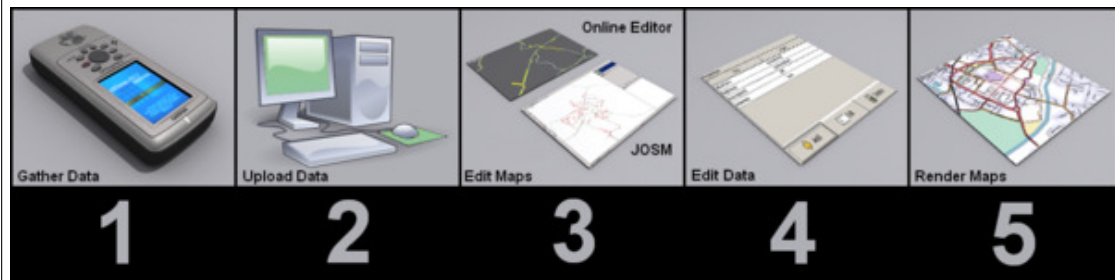 Gather Data
Upload Data
Online Editor
JOSM
Edit Maps
Edit Data
Render Maps
1 2 3 4 5